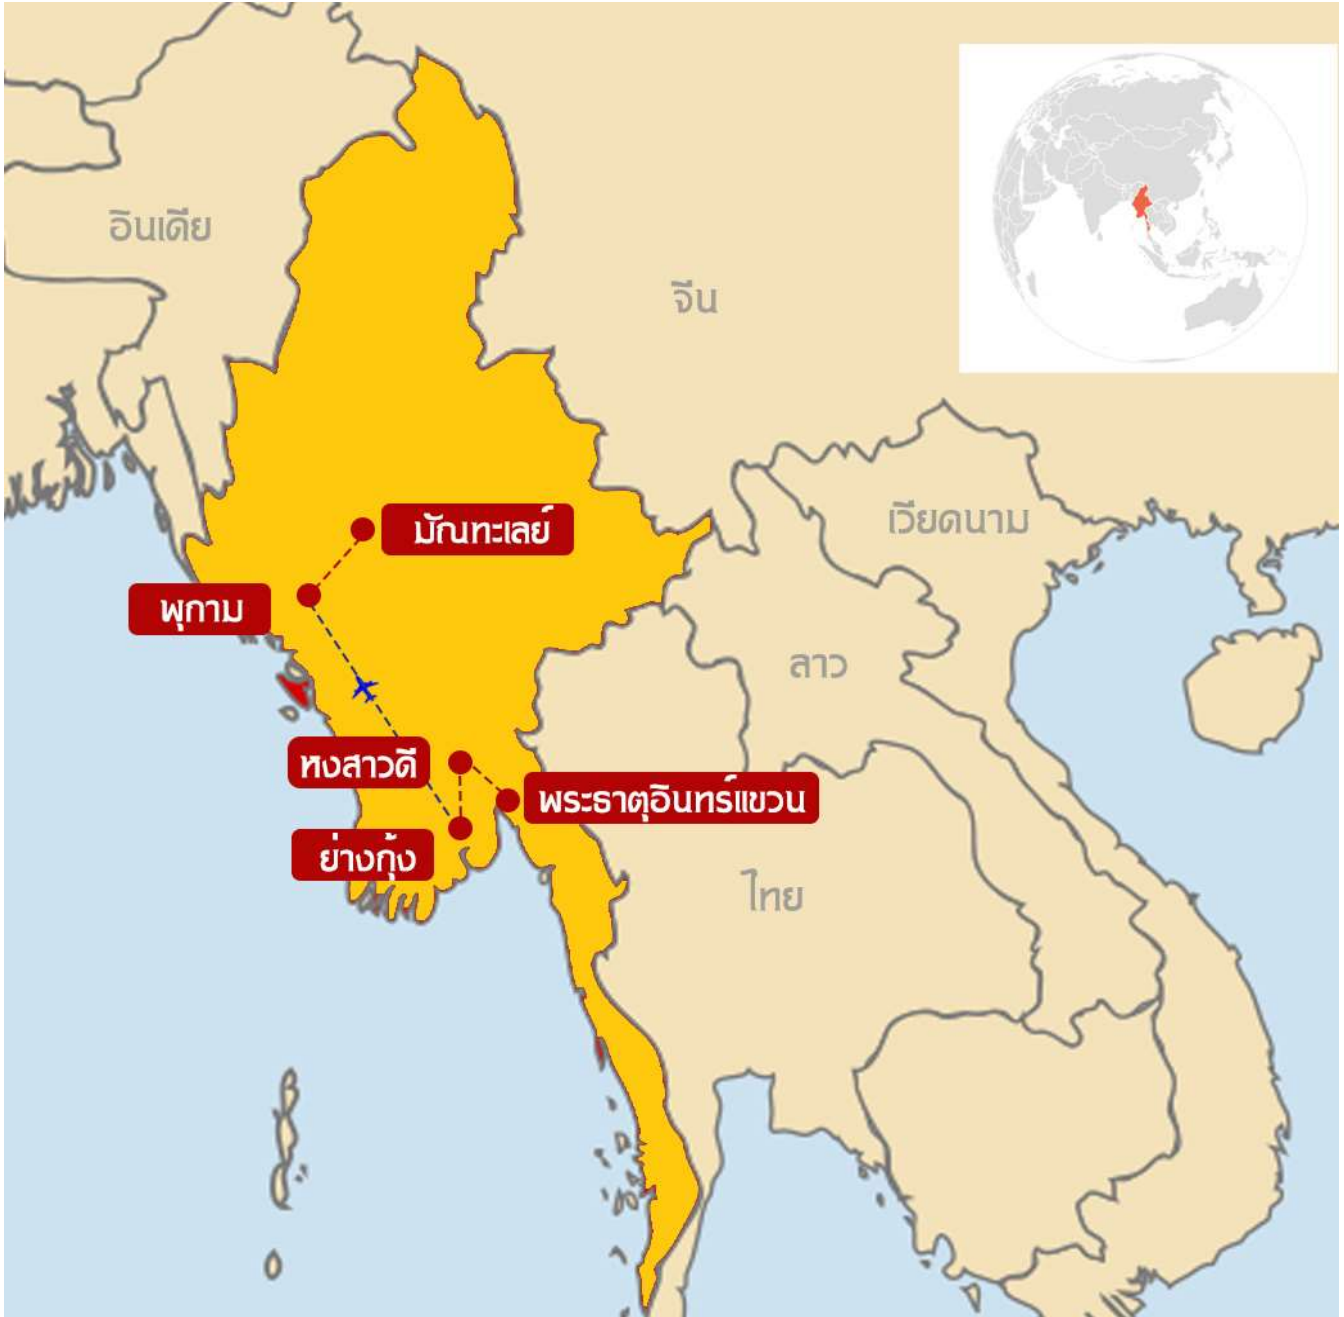 อินเดีย
จีน
เวียดนาม
มัณฑะเลย์
พุกาม
ลาว
หงสาวดี
พระธาตุอินทร์แขวน
ย่างกุ้ง
ไทย